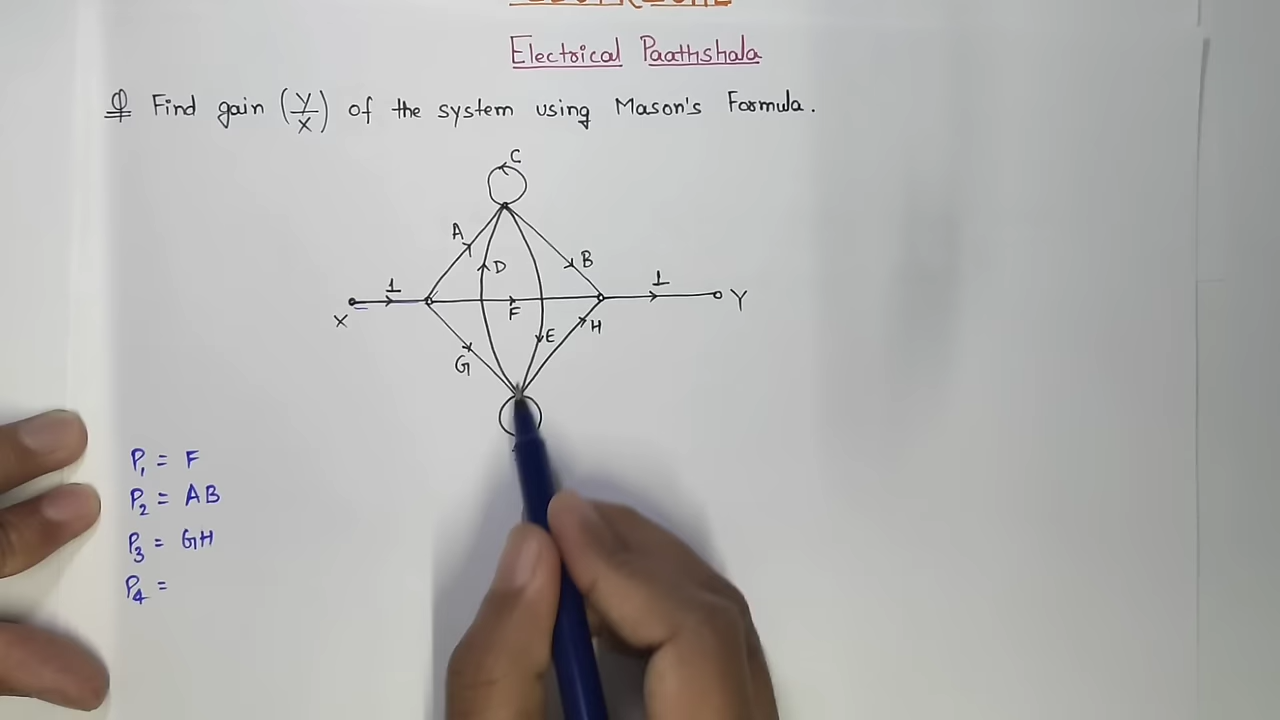 Electrical Paathshala
Q Find gain (Y/X) of the system using Mason's Formula.
C
A
B
D
1
1
F
X
Y
E
H
G
P1 = F
P2 = AB
P3 = GH
P4 =